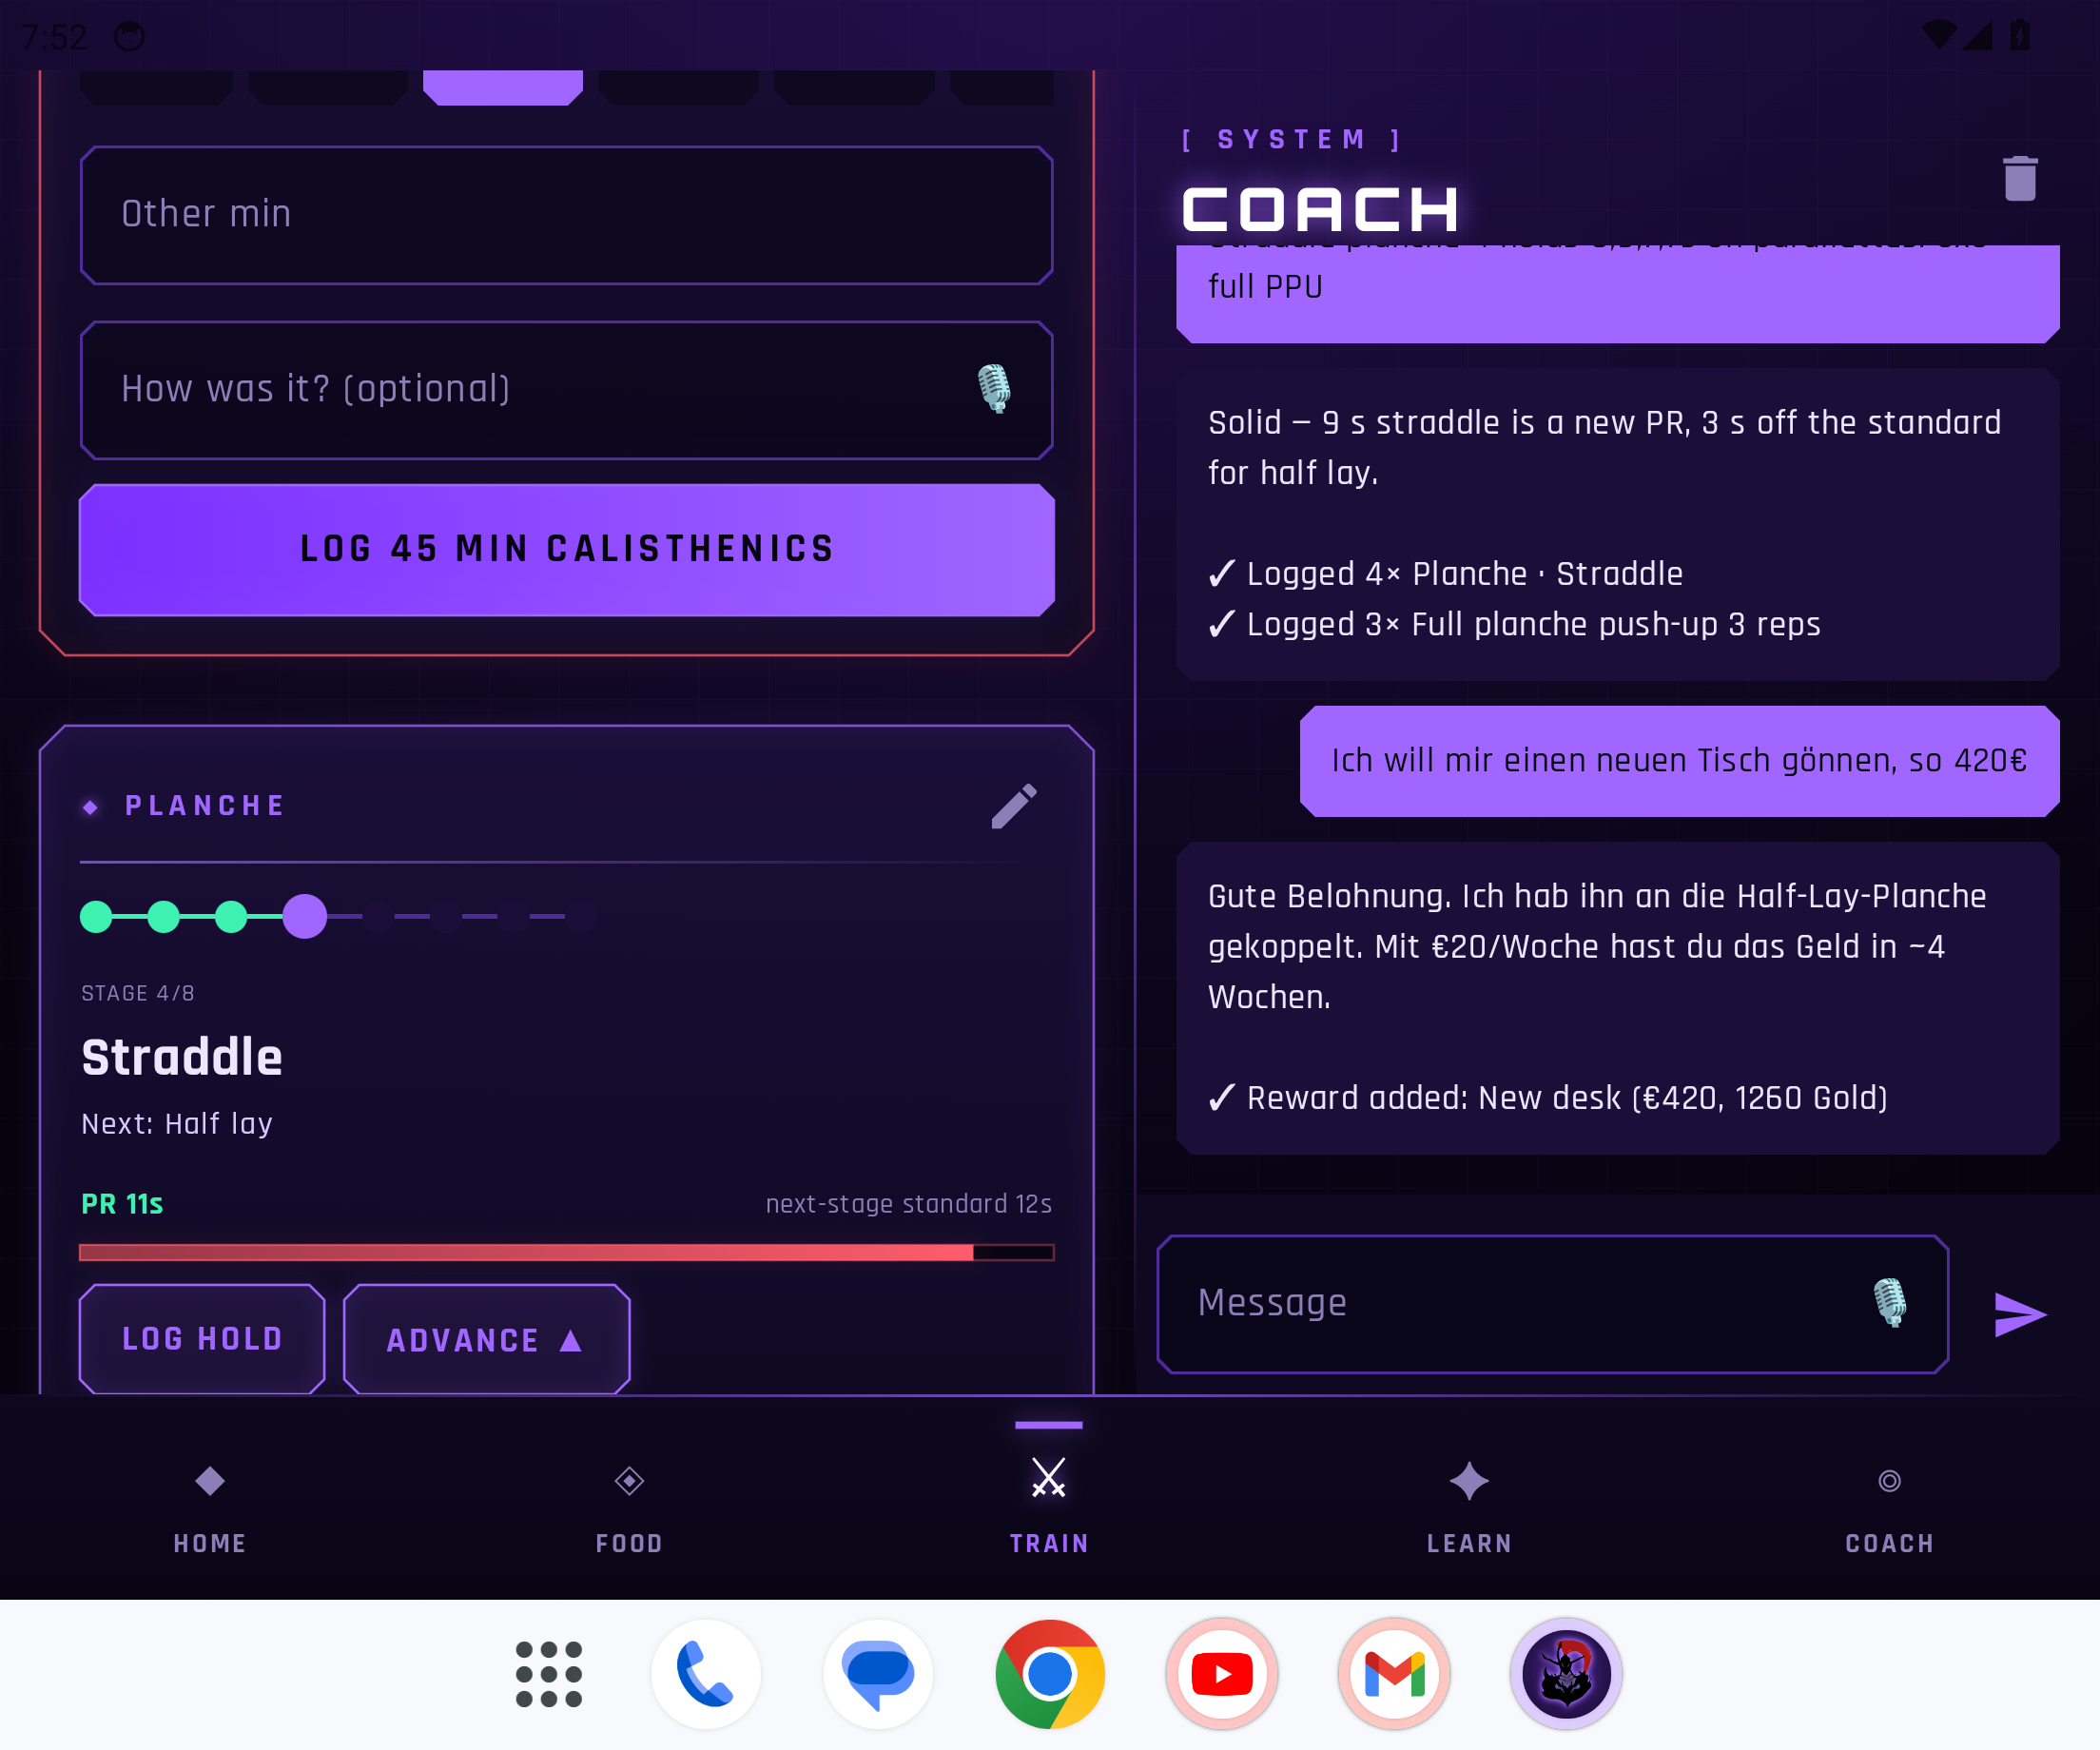 7:52
Other min
How was it? (optional)
LOG 45 MIN CALISTHENICS
PLANCHE
STAGE 4/8
Straddle
Next: Half lay
PR 11s
next-stage standard 12s
LOG HOLD
ADVANCE ▲
[ SYSTEM ]
COACH
full PPU
Solid – 9 s straddle is a new PR, 3 s off the standard
for half lay.
✓ Logged 4× Planche · Straddle
✓ Logged 3× Full planche push-up 3 reps
Ich will mir einen neuen Tisch gönnen, so 420€
Gute Belohnung. Ich hab ihn an die Half-Lay-Planche
gekoppelt. Mit €20/Woche hast du das Geld in ~4
Wochen.
✓ Reward added: New desk (€420, 1260 Gold)
Message
HOME
FOOD
TRAIN
LEARN
COACH